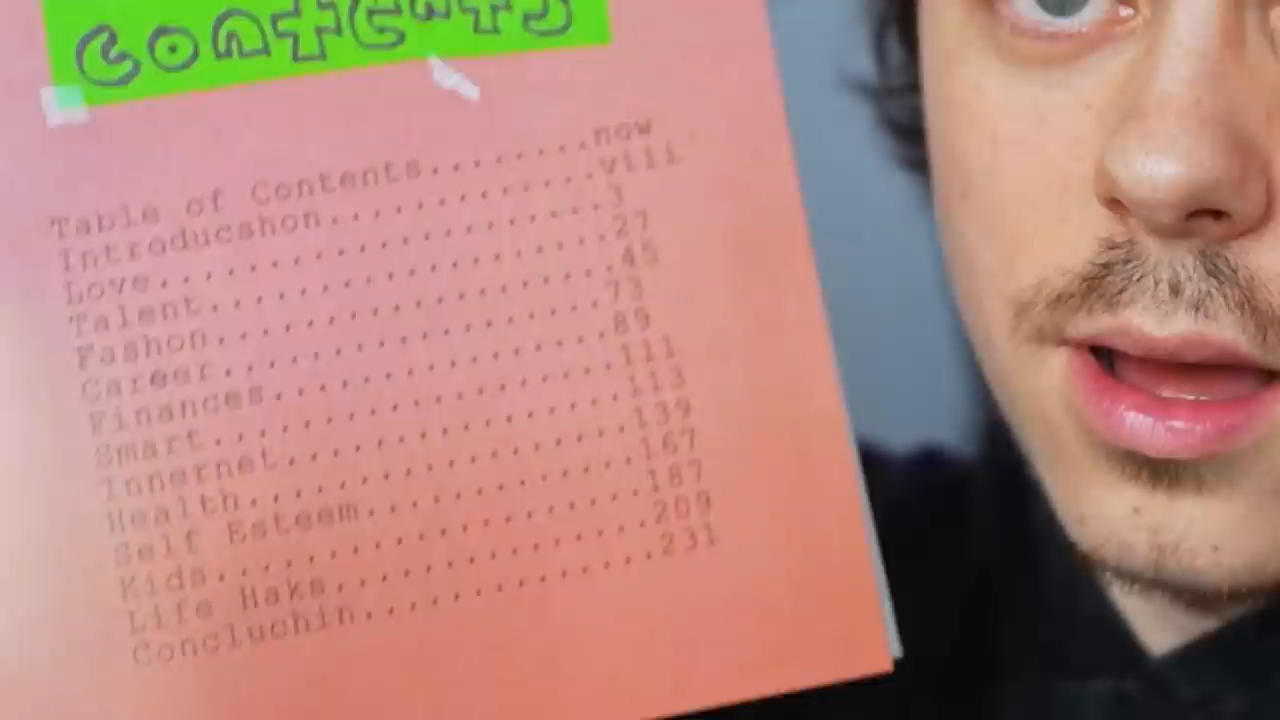 contents
Table of Contents........now
Introducshon.............viii
Love.....................3
Talent...................27
Fashon...................45
Career...................73
Finances.................89
Smart....................111
Innernet.................113
Health...................139
Self Esteem..............167
Kids.....................187
Life Haks................209
Concluchin...............231